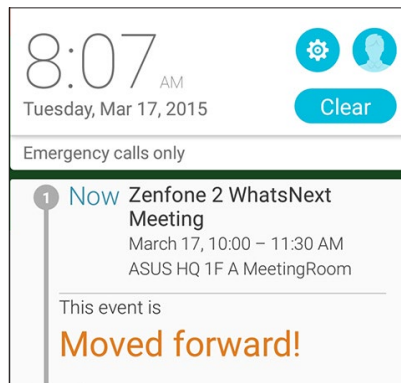 8:07 AM
Tuesday, Mar 17, 2015
Clear
Emergency calls only
1 Now Zenfone 2 WhatsNext
Meeting
March 17, 10:00 – 11:30 AM
ASUS HQ 1F A MeetingRoom
This event is
Moved forward!